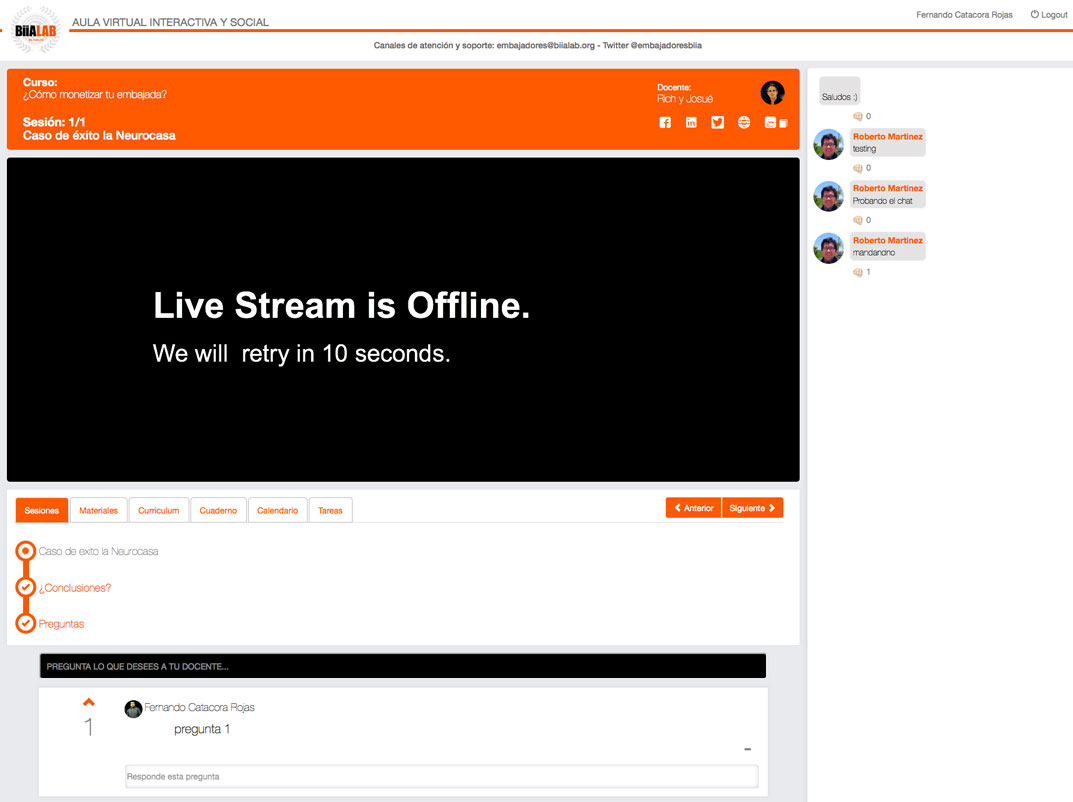 BiiALAB
AULA VIRTUAL INTERACTIVA Y SOCIAL
Fernando Catacora Rojas
Logout
Canales de atención y soporte: embajadores@biialab.org - Twitter @embajadoresbiia
Curso:
¿Cómo monetizar tu embajada?
Sesión: 1/1
Caso de éxito la Neurocasa
Docente:
Rich y Josué
Live Stream is Offline.
We will retry in 10 seconds.
Sesiones
Materiales
Curriculum
Cuaderno
Calendario
Tareas
Anterior
Siguiente
Caso de exito la Neurocasa
¿Conclusiones?
Preguntas
PREGUNTA LO QUE DESEES A TU DOCENTE...
1
Fernando Catacora Rojas
pregunta 1
Responde esta pregunta
Saludos :)
0
Roberto Martinez
testing
0
Roberto Martinez
Probando el chat
0
Roberto Martinez
mandandno
1